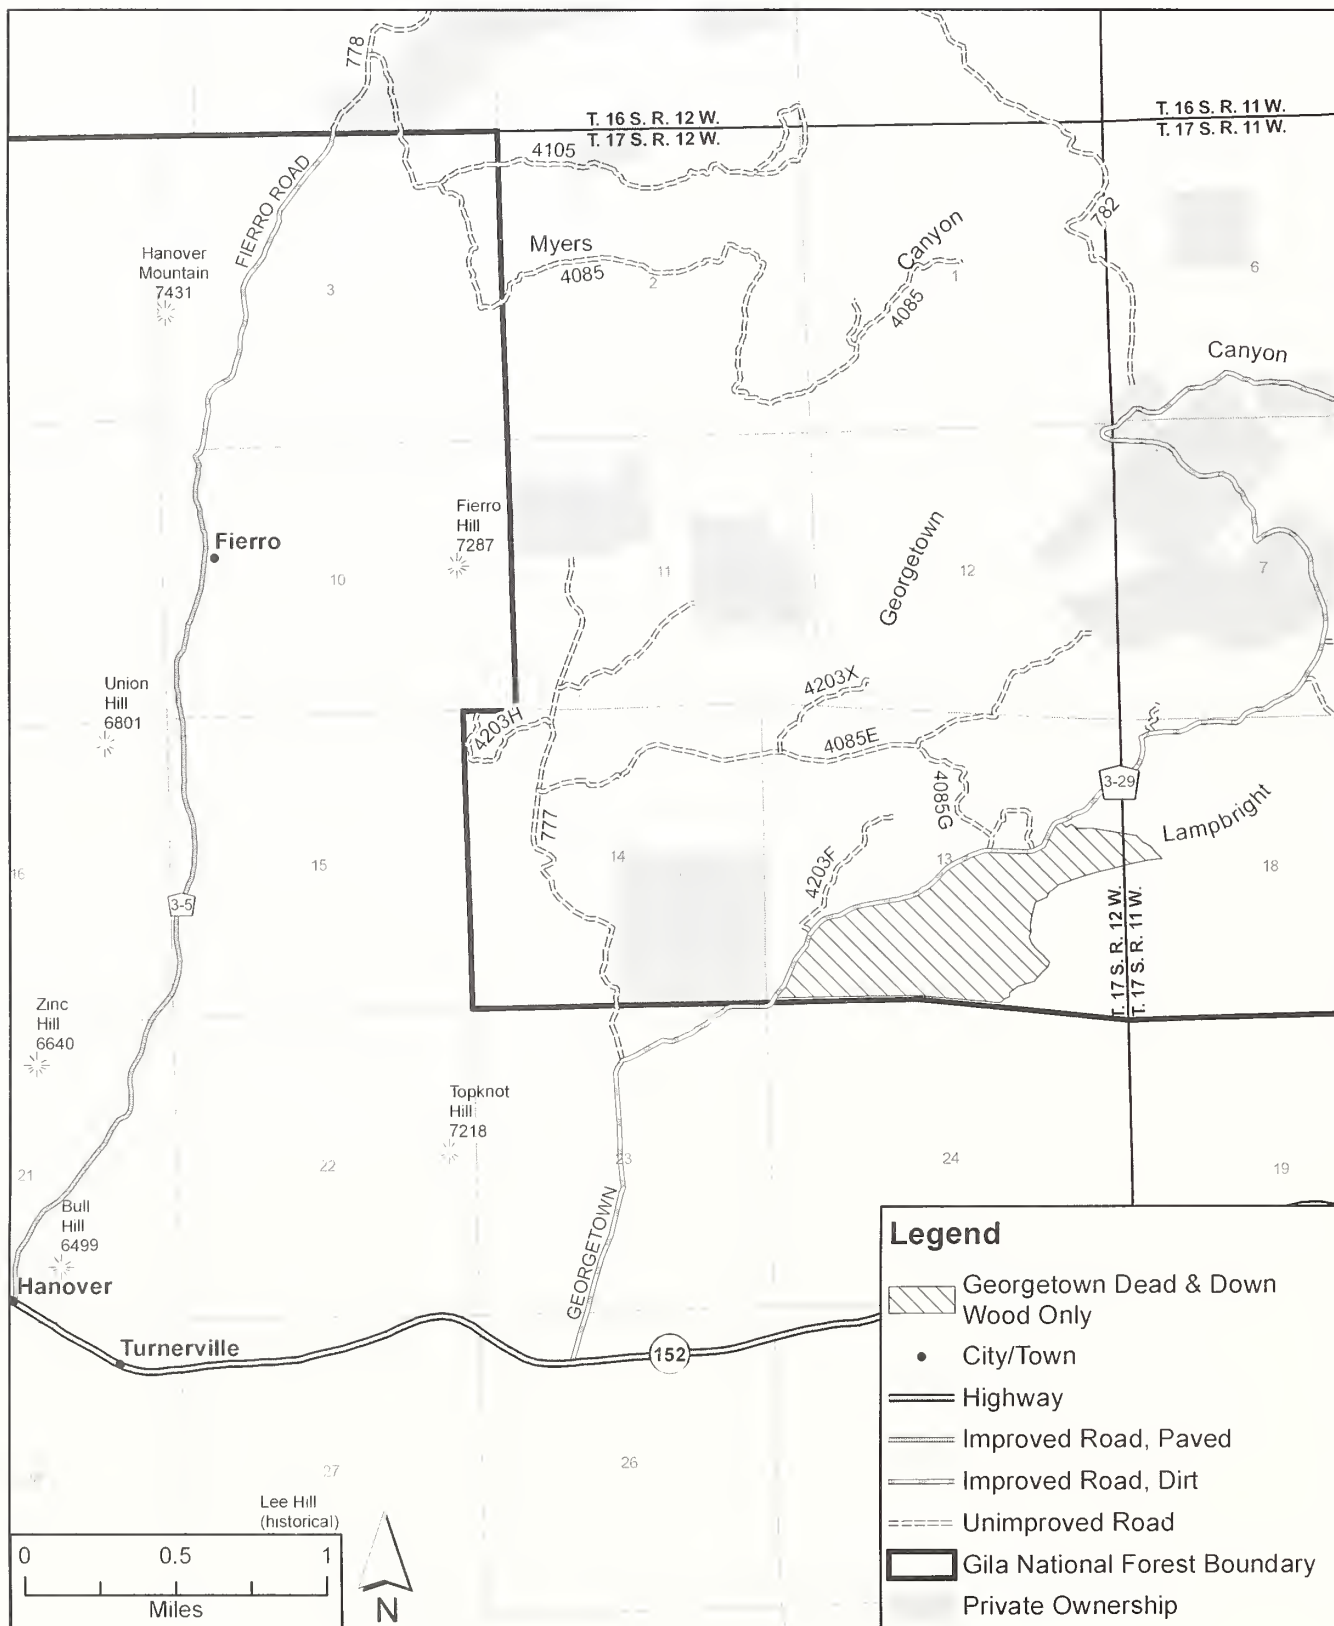 778
T. 16 S. R. 12 W.
T. 17 S. R. 12 W.
T. 16 S. R. 11 W.
T. 17 S. R. 11 W.
4105
FIERRO ROAD
Myers
4085
Canyon
782
Hanover
Mountain
7431
3
2
4085
1
6
Canyon
Fierro
Hill
7287
Fierro
10
11
Georgetown
12
7
Union
Hill
6801
4203H
4203X
4085E
4085G
3-29
Lampbright
777
14
4203F
13
18
16
15
3-5
T. 17 S. R. 12 W.
T. 17 S. R. 11 W.
Zinc
Hill
6640
Topknot
Hill
7218
21
22
23
24
19
Bull
Hill
6499
GEORGETOWN
Hanover
Turnerville
152
27
26
Lee Hill
(historical)
0 0.5 1
Miles
N
Legend
Georgetown Dead & Down
Wood Only
City/Town
Highway
Improved Road, Paved
Improved Road, Dirt
Unimproved Road
Gila National Forest Boundary
Private Ownership